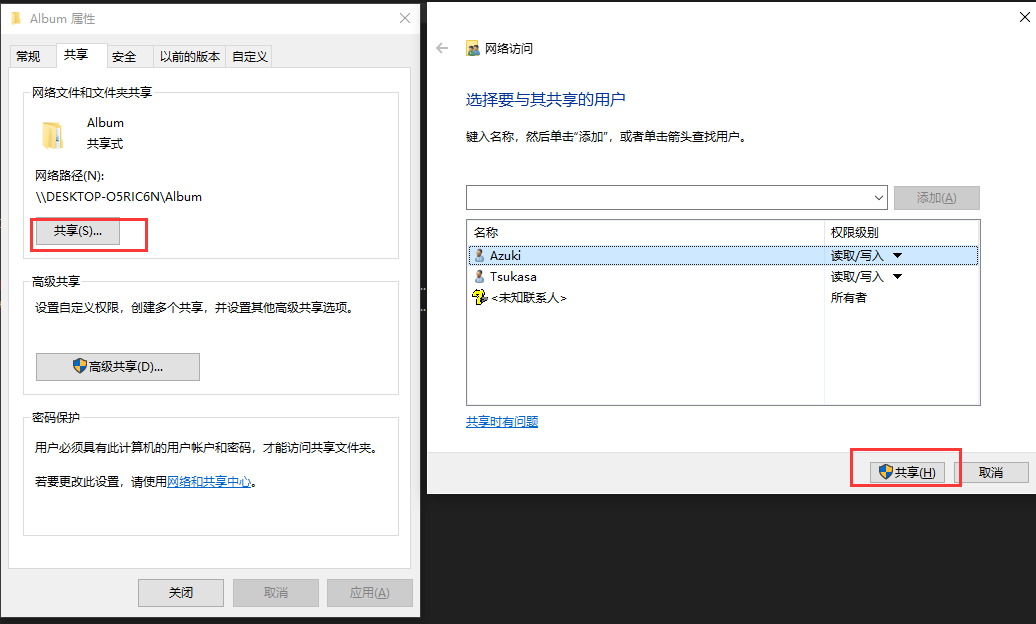 Album 属性
常规
共享
安全
以前的版本
自定义
网络文件和文件夹共享
Album
共享式
网络路径(N):
\\DESKTOP-O5RIC6N\Album
共享(S)...
高级共享
设置自定义权限，创建多个共享，并设置其他高级共享选项。
高级共享(D)...
密码保护
用户必须具有此计算机的用户帐户和密码，才能访问共享文件夹。
若要更改此设置，请使用网络和共享中心。
关闭
取消
应用(A)
网络访问
选择要与其共享的用户
键入名称，然后单击“添加”，或者单击箭头查找用户。
添加(A)
名称
权限级别
Azuki
读取/写入
Tsukasa
读取/写入
<未知联系人>
所有者
共享时有问题
共享(H)
取消